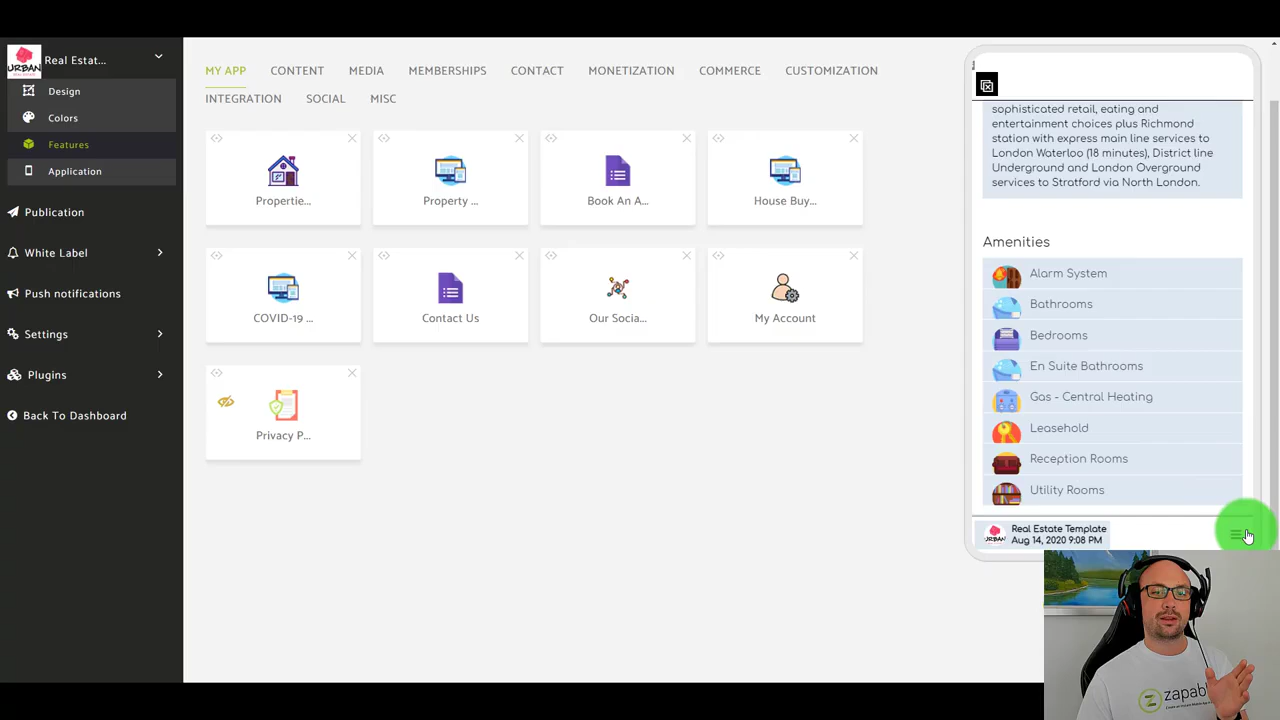 URBAN
Real Estat...
Design
Colors
Features
Application
Publication
White Label
Push notifications
Settings
Plugins
Back To Dashboard
MY APP CONTENT MEDIA MEMBERSHIPS CONTACT MONETIZATION COMMERCE CUSTOMIZATION
INTEGRATION SOCIAL MISC
Propertie... Property ... Book An A... House Buy...
COVID-19 ... Contact Us Our Socia... My Account
Privacy P...
sophisticated retail, eating and
entertainment choices plus Richmond
station with express main line services to
London Waterloo (18 minutes), District line
Underground and London Overground
services to Stratford via North London.
Amenities
Alarm System
Bathrooms
Bedrooms
En Suite Bathrooms
Gas - Central Heating
Leasehold
Reception Rooms
Utility Rooms
URBAN
Real Estate Template
Aug 14, 2020 9:08 PM
zapabl